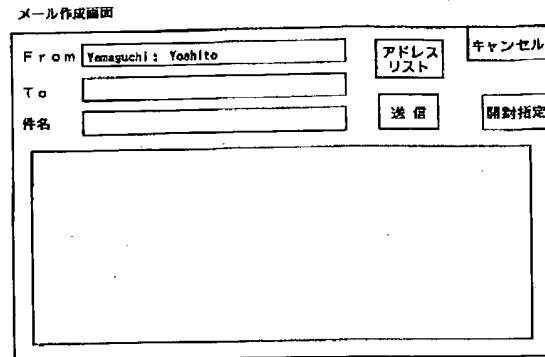 メール作成画面
From Yamaguchi: Yoshito
アドレス
リスト
キャンセル
To
件名
送信
開封指定